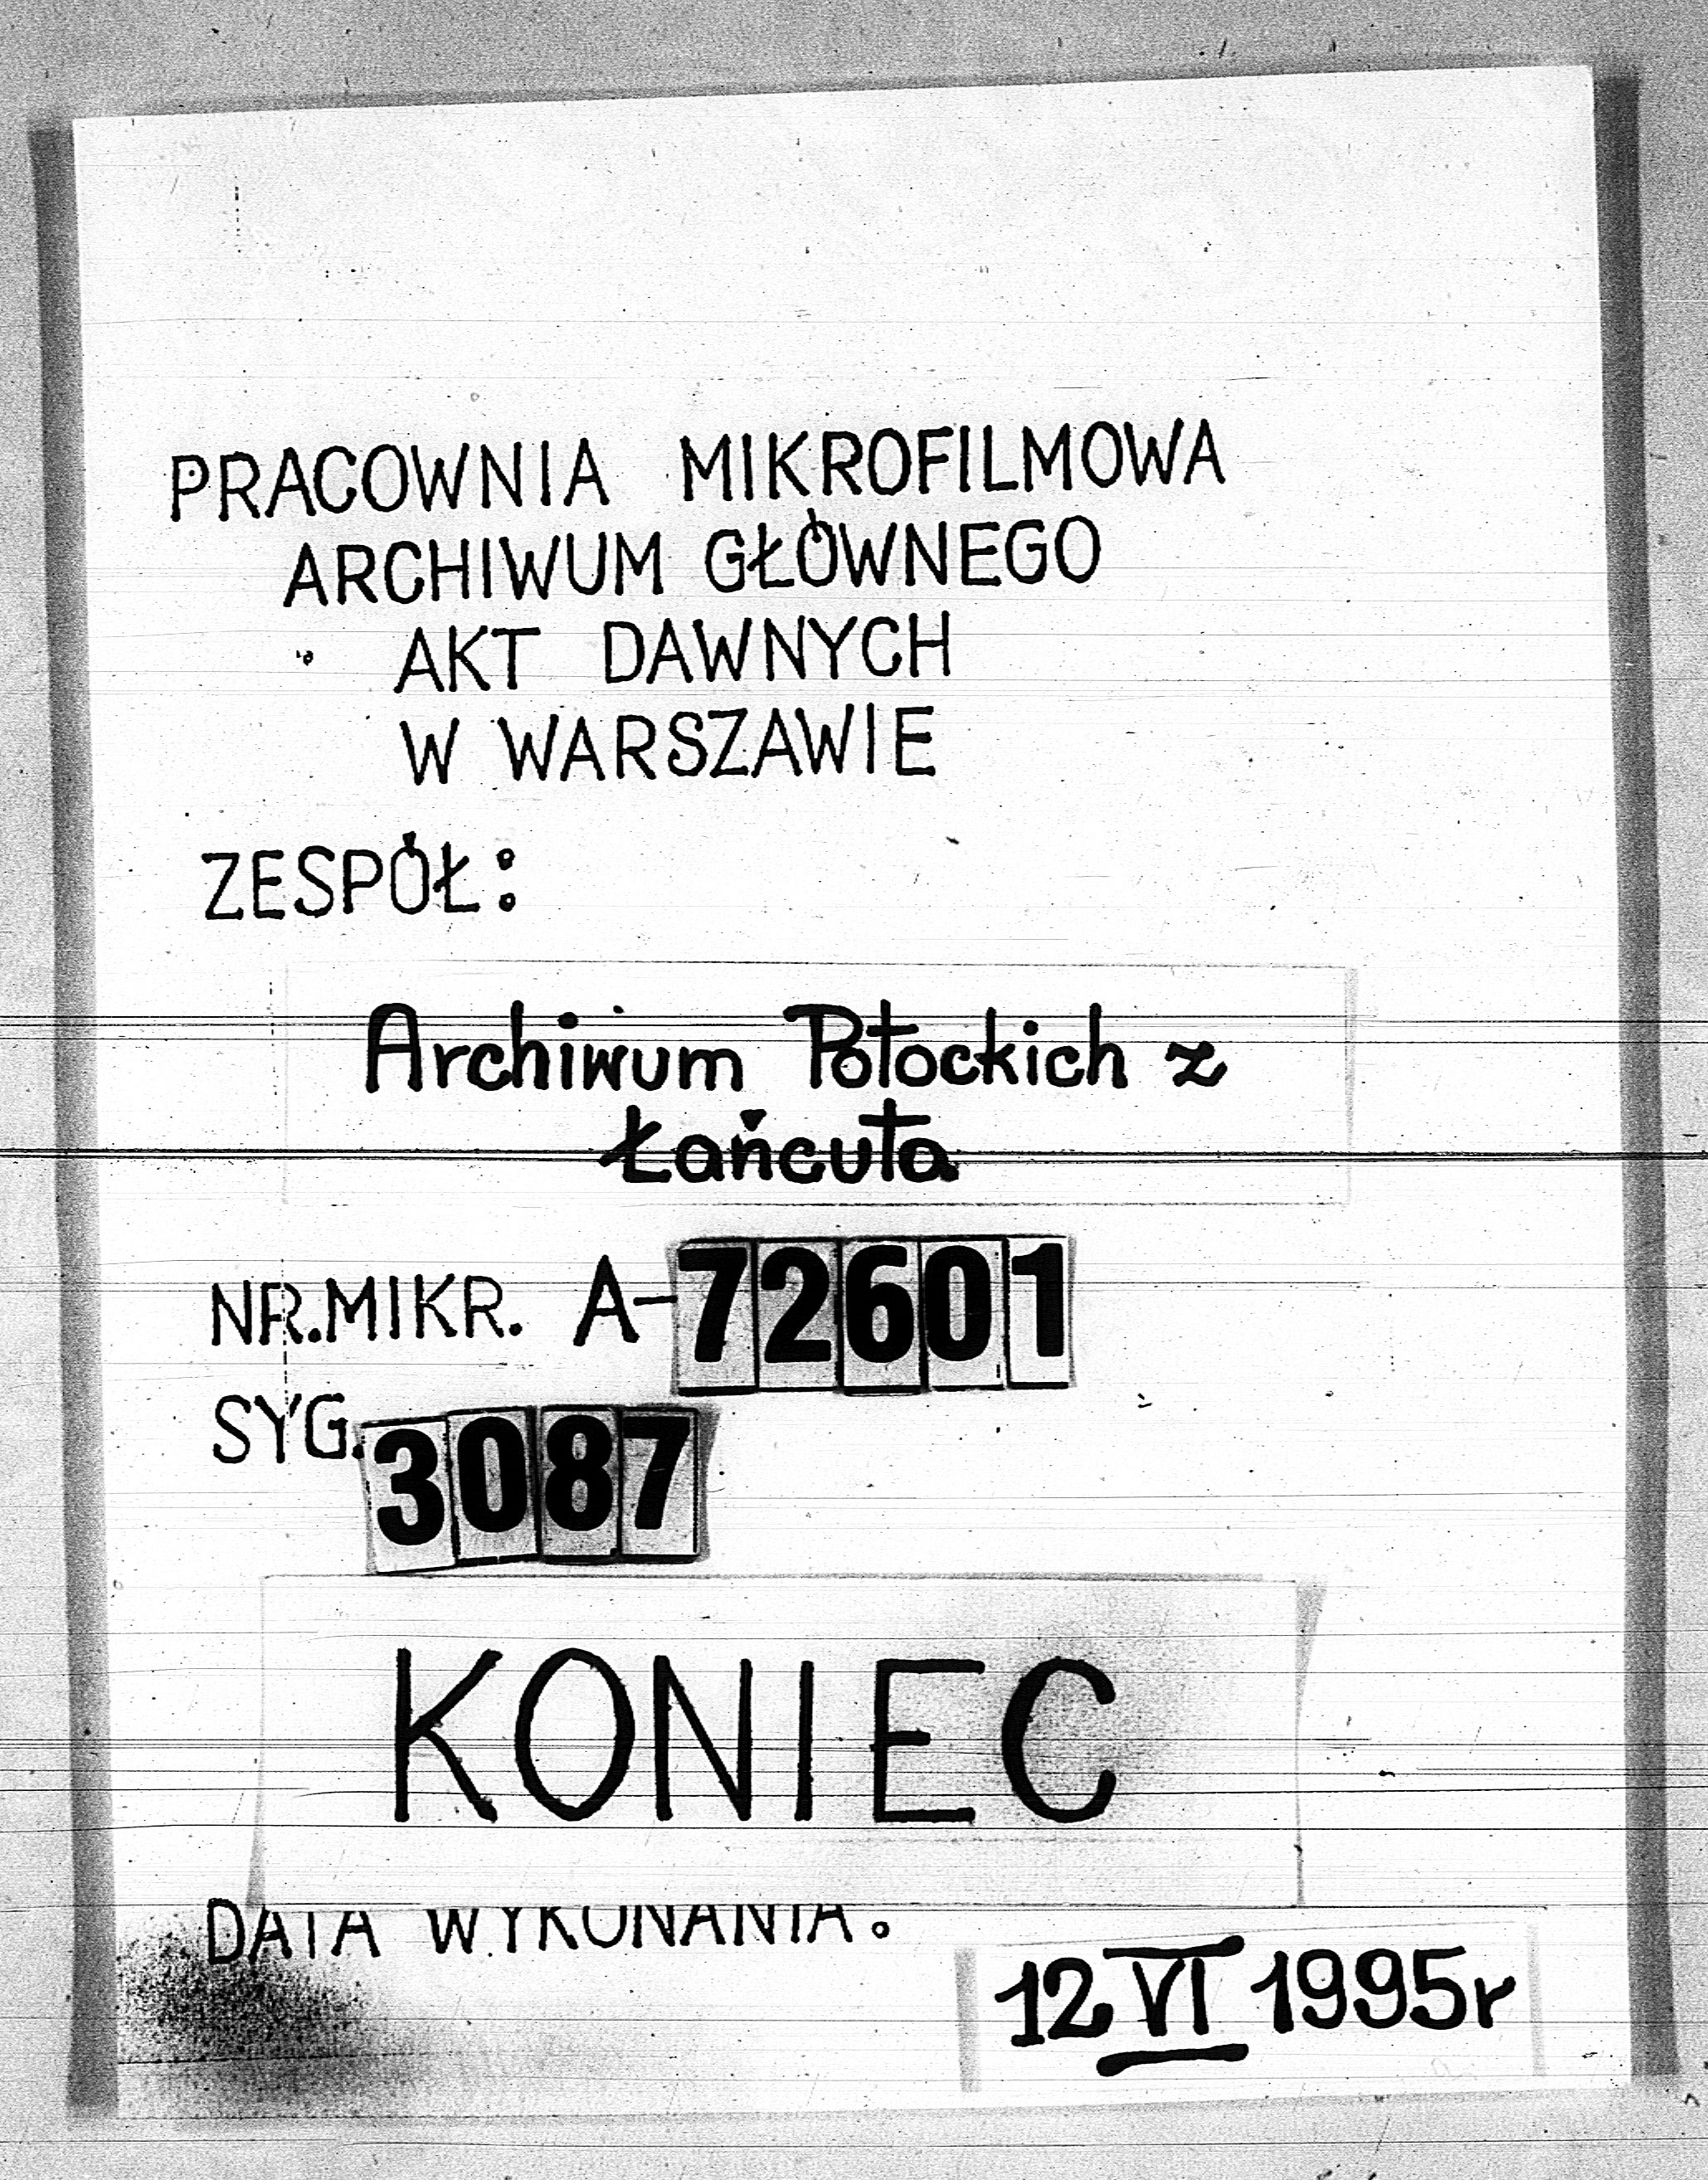 PRACOWNIA MIKROFILMOWA
ARCHIWUM GŁÓWNEGO
AKT DAWNYCH
W WARSZAWIE
ZESPÓŁ:
Archiwum Potockich z
Łańcuta
NR.MIKR. A-72601
SYG. 3087
KONIEC
DATA WYKONANIA:
12 VI 1995r